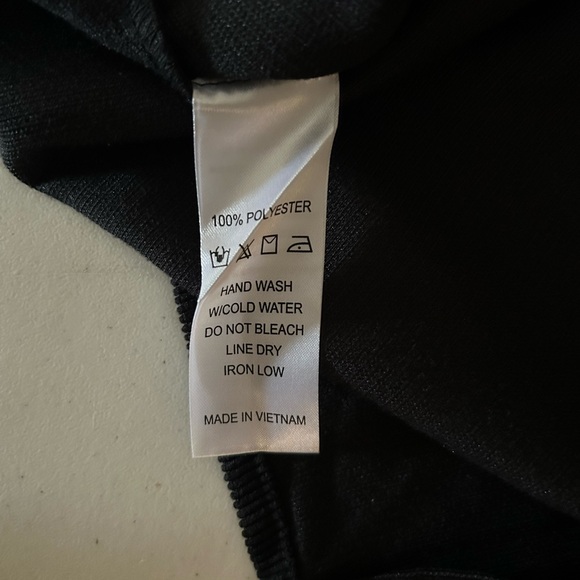 100% POLYESTER
HAND WASH
W/COLD WATER
DO NOT BLEACH
LINE DRY
IRON LOW
MADE IN VIETNAM